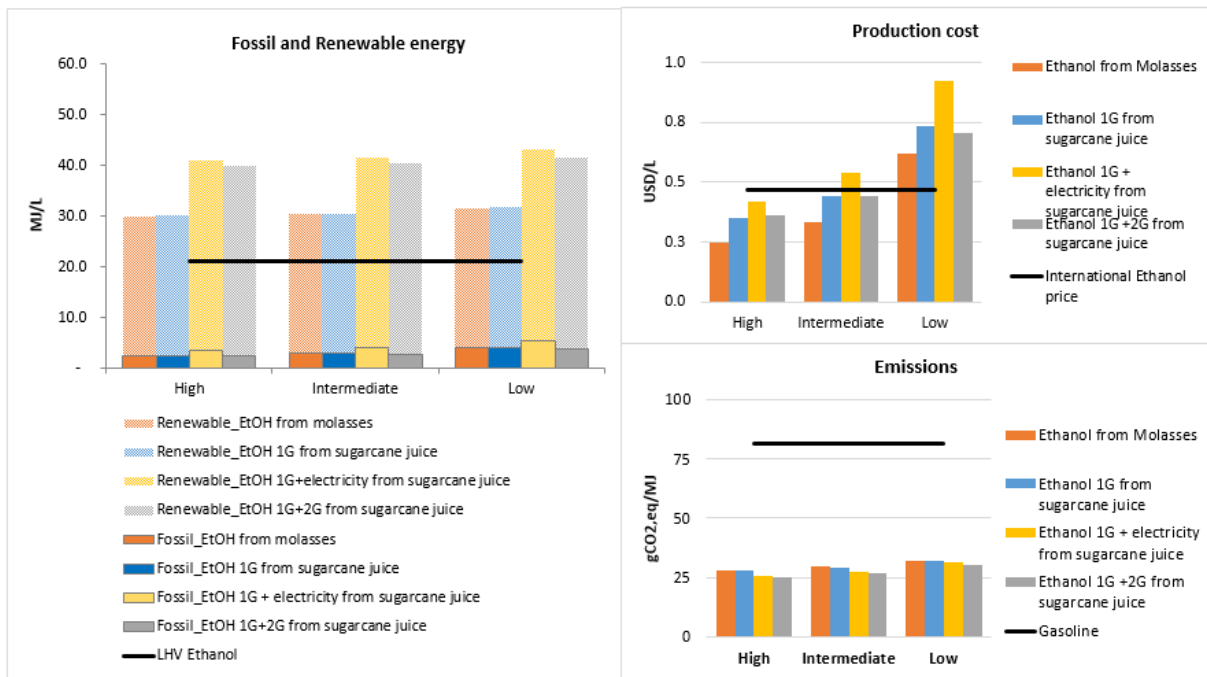 Fossil and Renewable energy
MJ/L
60.0
50.0
40.0
30.0
20.0
10.0
-
High
Intermediate
Low
Renewable_EtOH from molasses
Renewable_EtOH 1G from sugarcane juice
Renewable_EtOH 1G+electricity from sugarcane juice
Renewable_EtOH 1G+2G from sugarcane juice
Fossil_EtOH from molasses
Fossil_EtOH 1G from sugarcane juice
Fossil_EtOH 1G + electricity from sugarcane juice
Fossil_EtOH 1G+2G from sugarcane juice
LHV Ethanol
Production cost
USD/L
1.0
0.8
0.5
0.3
0.0
High
Intermediate
Low
Ethanol from Molasses
Ethanol 1G from
sugarcane juice
Ethanol 1G +
electricity from
sugarcane juice
Ethanol 1G +2G from
sugarcane juice
International Ethanol
price
Emissions
gCO2,eq/MJ
100
75
50
25
0
High
Intermediate
Low
Ethanol from Molasses
Ethanol 1G from
sugarcane juice
Ethanol 1G + electricity
from sugarcane juice
Ethanol 1G +2G from
sugarcane juice
Gasoline